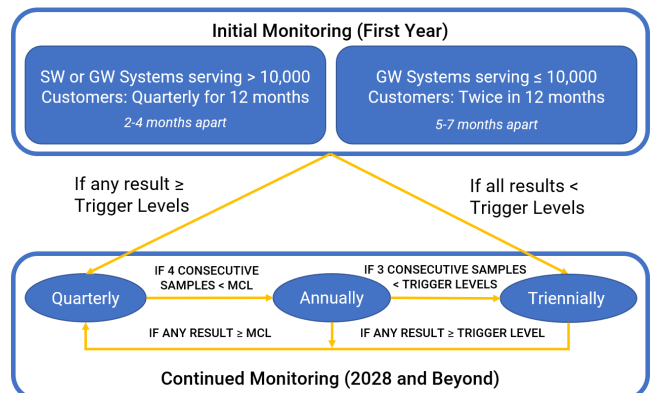 Initial Monitoring (First Year)
SW or GW Systems serving > 10,000
Customers: Quarterly for 12 months
2-4 months apart
GW Systems serving ≤ 10,000
Customers: Twice in 12 months
5-7 months apart
If any result ≥
Trigger Levels
If all results <
Trigger Levels
Quarterly
IF 4 CONSECUTIVE
SAMPLES < MCL
Annually
IF 3 CONSECUTIVE SAMPLES
< TRIGGER LEVELS
Triennially
IF ANY RESULT ≥ MCL
IF ANY RESULT ≥ TRIGGER LEVEL
Continued Monitoring (2028 and Beyond)